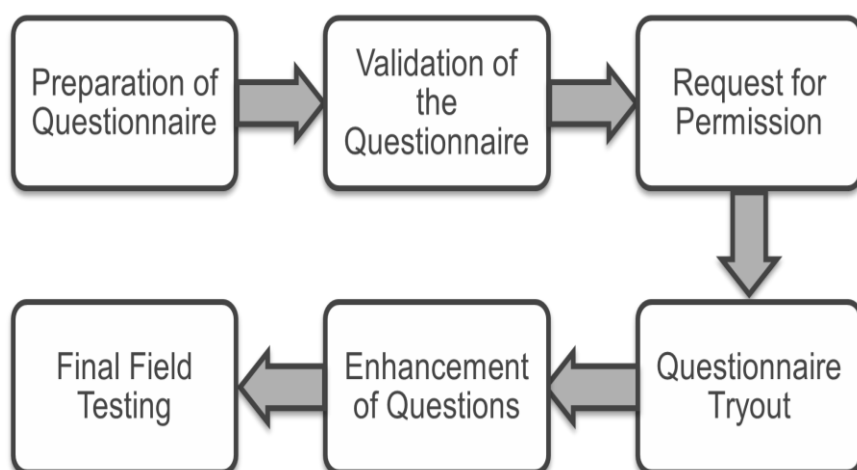 Preparation of
Questionnaire
Validation of
the
Questionnaire
Request for
Permission
Questionnaire
Tryout
Enhancement
of Questions
Final Field
Testing